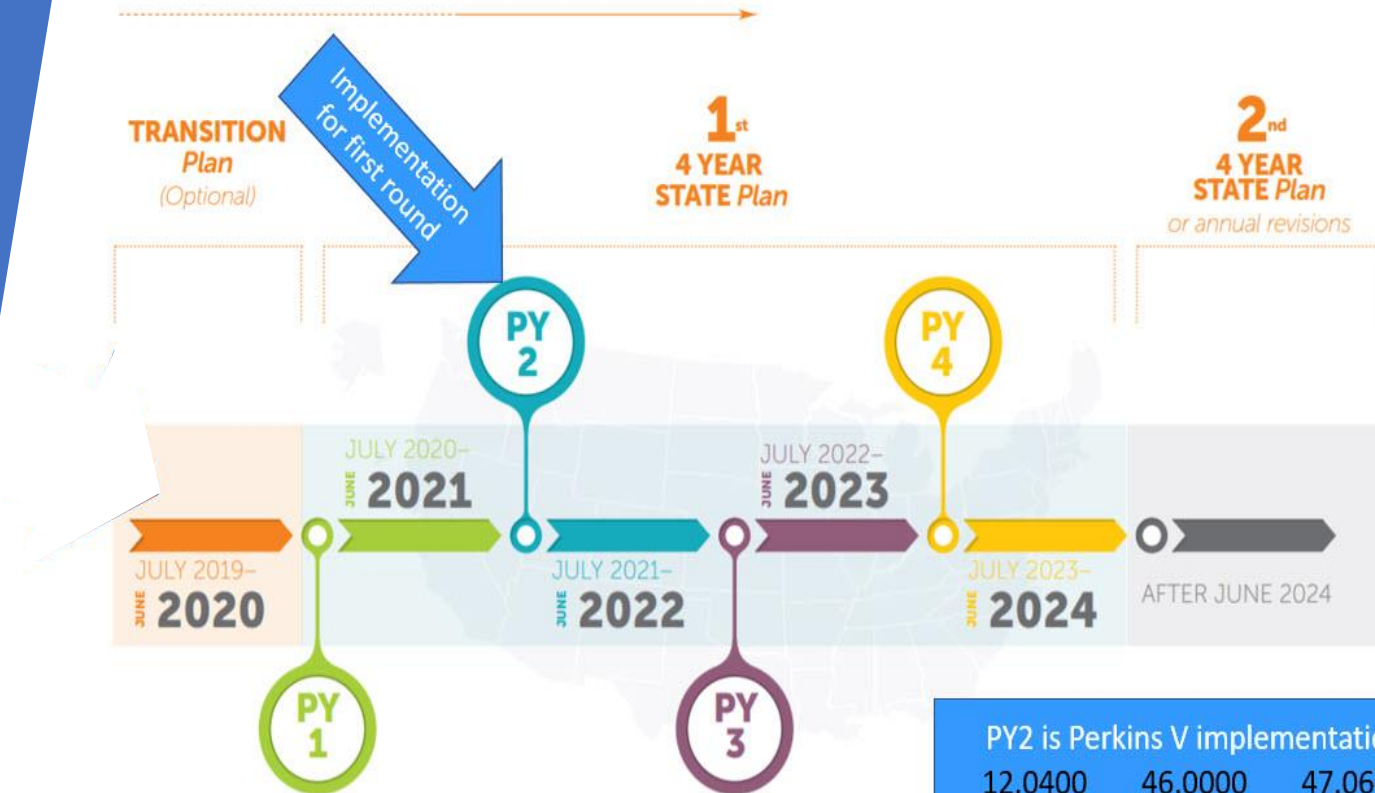 TRANSITION
Plan
(Optional)
Implementation
for first round
1st
4 YEAR
STATE Plan
2nd
4 YEAR
STATE Plan
or annual revisions
PY
2
PY
4
JULY 2020–
JUNE 2021
JULY 2022–
JUNE 2023
JULY 2019–
JUNE 2020
JULY 2021–
JUNE 2022
JULY 2023–
JUNE 2024
AFTER JUNE 2024
PY
1
PY
3
PY2 is Perkins V
12.0400 46.0000